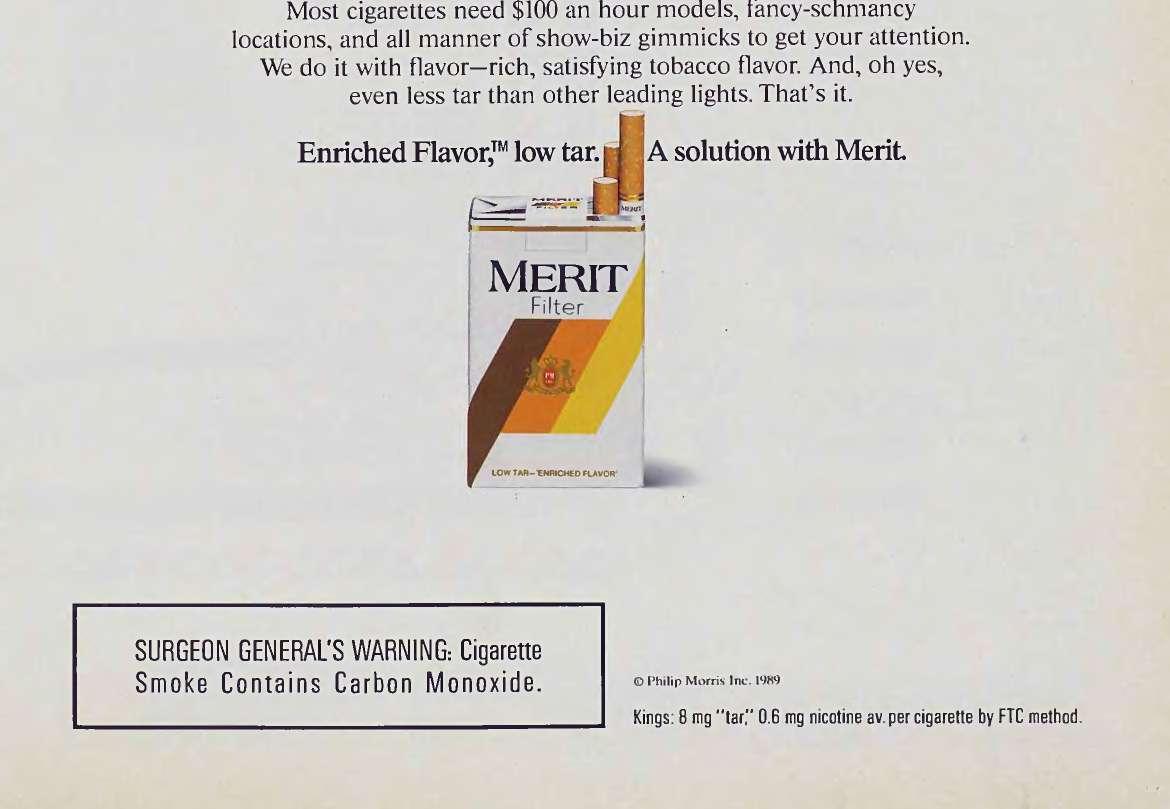 Most cigarettes need $100 an hour models, fancy-schmancy
locations, and all manner of show-biz gimmicks to get your attention.
We do it with flavor—rich, satisfying tobacco flavor. And, oh yes,
even less tar than other leading lights. That's it.
Enriched Flavor,™ low tar. A solution with Merit.
MERIT
FILTER
MERIT
MERIT
Filter
PM
LOW TAR–'ENRICHED FLAVOR'
SURGEON GENERAL'S WARNING: Cigarette
Smoke Contains Carbon Monoxide.
© Philip Morris Inc. 1989
Kings: 8 mg "tar," 0.6 mg nicotine av. per cigarette by FTC method.